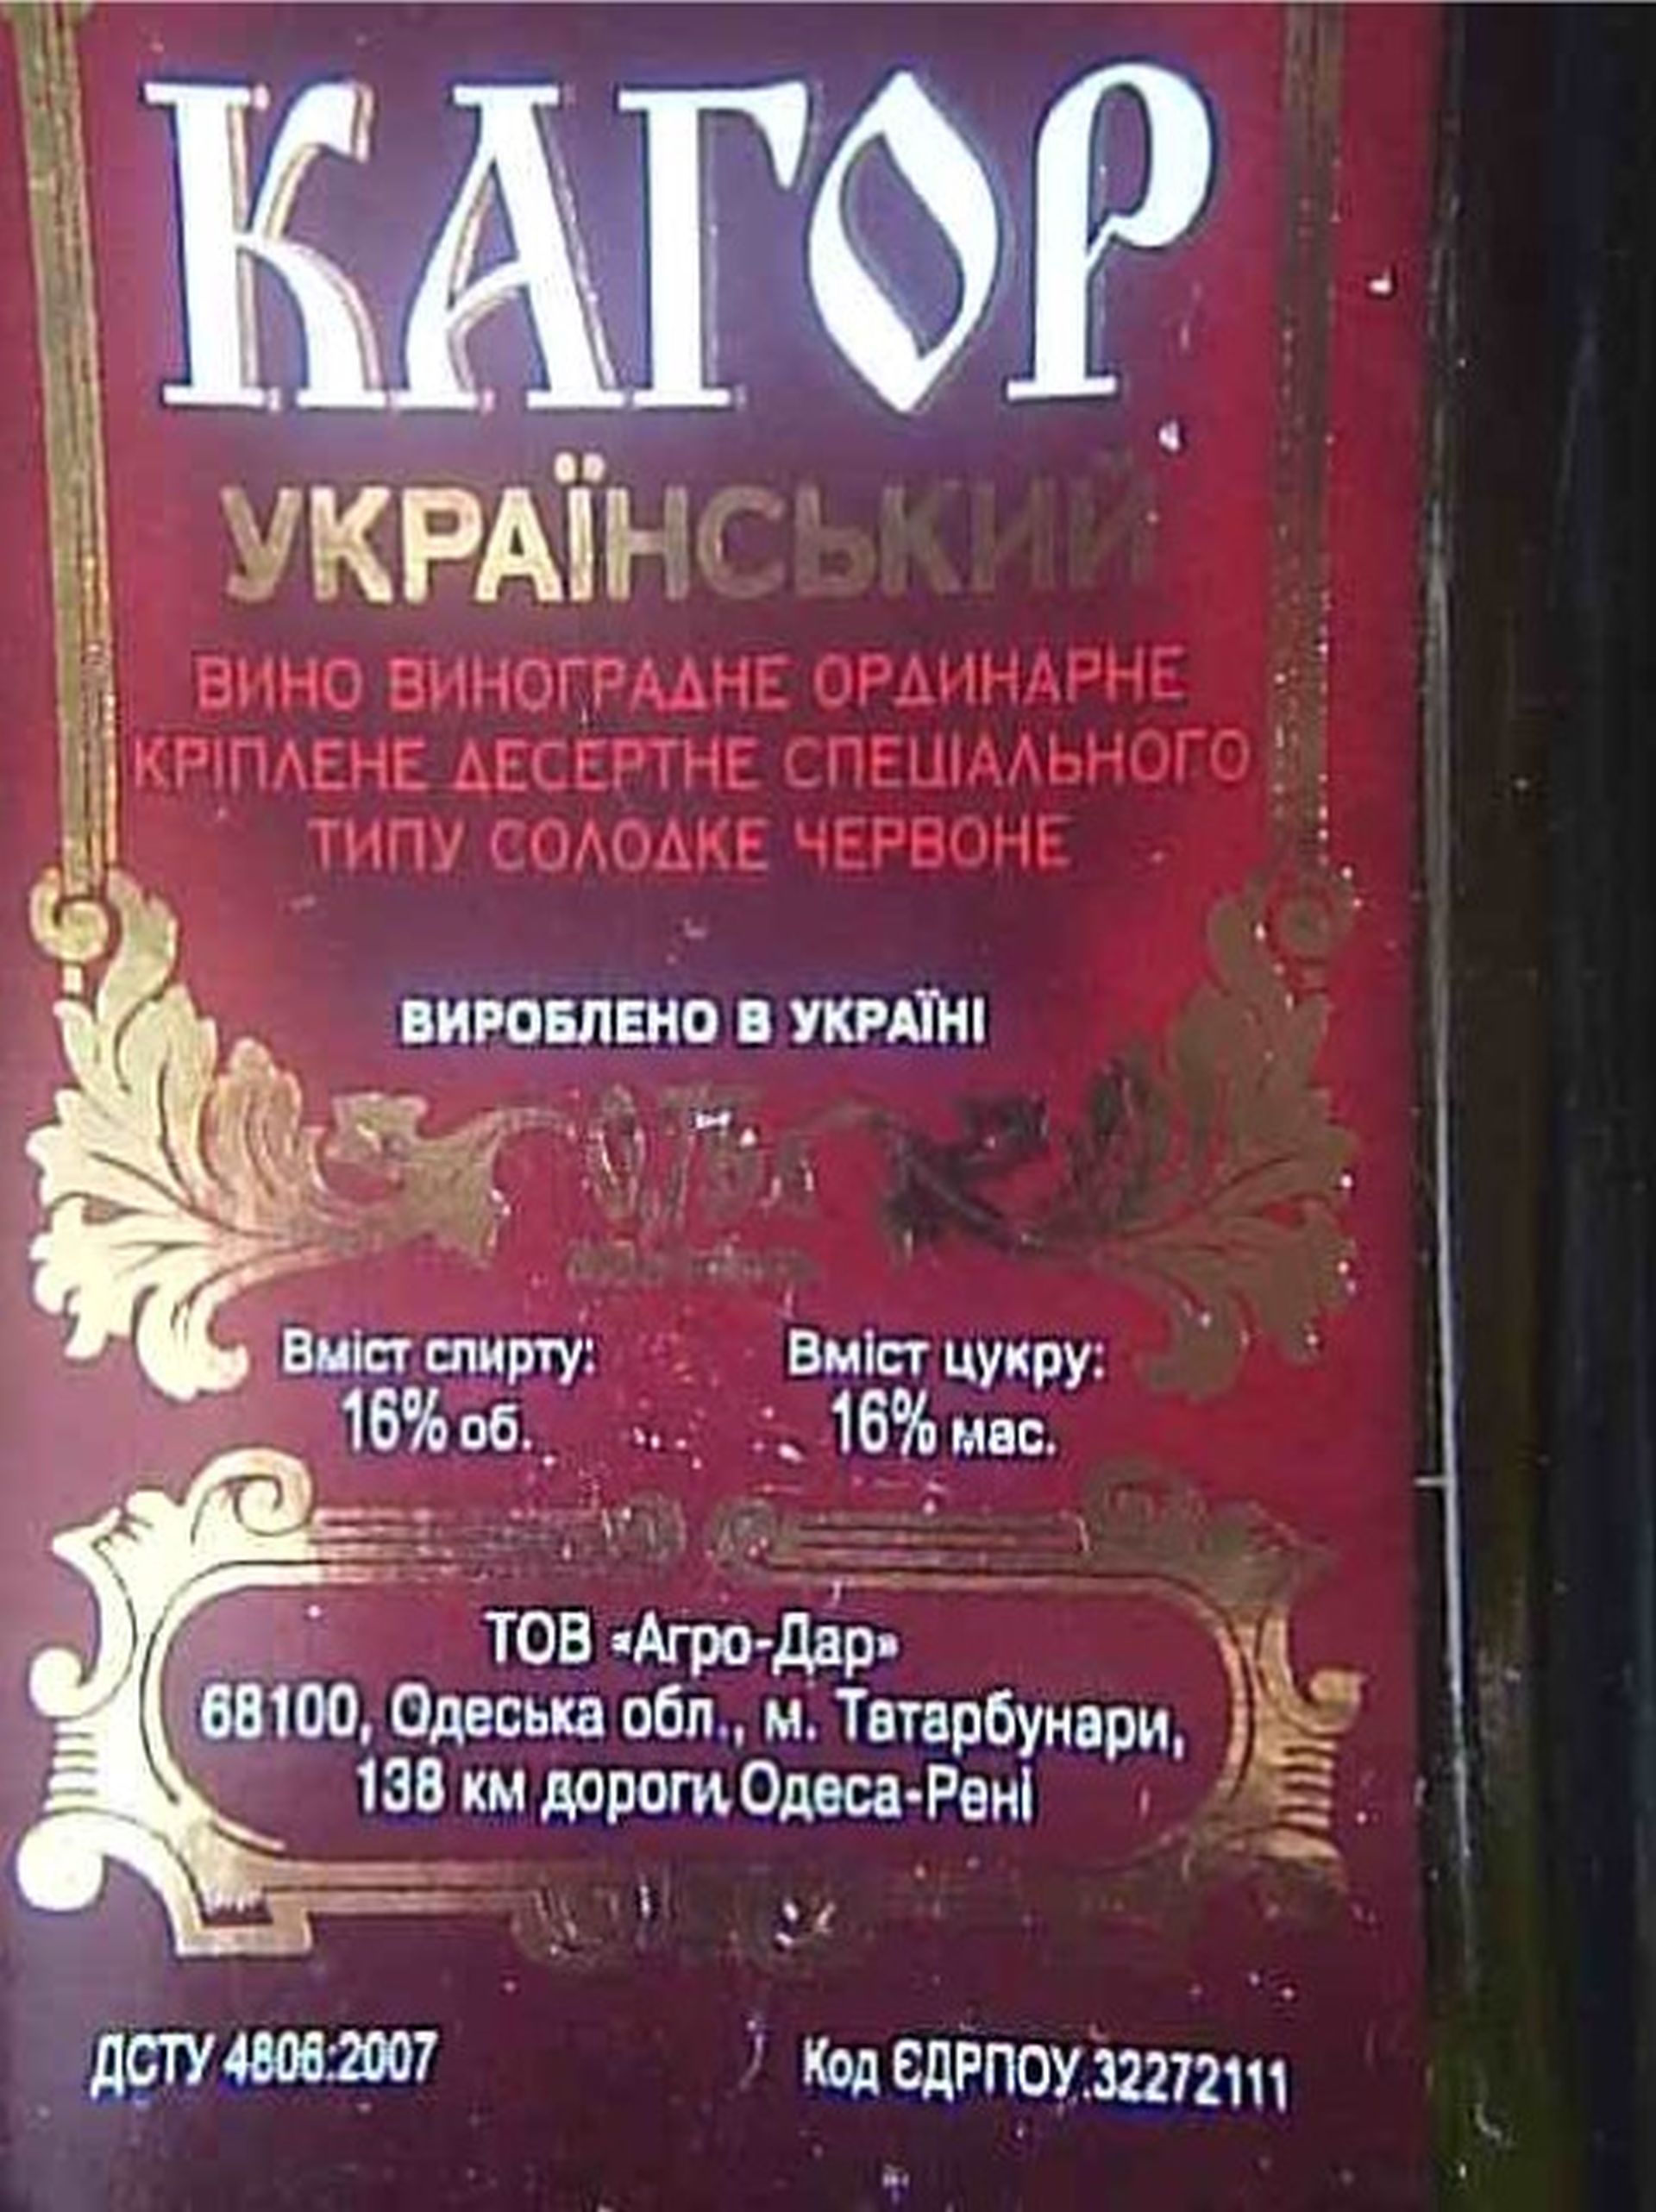 КАГОР
УКРАЇНСЬКИЙ
ВИНО ВИНОГРАДНЕ ОРДИНАРНЕ
КРІПЛЕНЕ ДЕСЕРТНЕ СПЕЦІАЛЬНОГО
ТИПУ СОЛОДКЕ ЧЕРВОНЕ
ВИРОБЛЕНО В УКРАЇНІ
Вміст спирту: Вміст цукру:
16% об. 16% мас.
ТОВ «Агро-Дар»
68100, Одеська обл., м. Татарбунари,
138 км дороги Одеса-Рені
ДСТУ 4806:2007 Код ЄДРПОУ 32272111